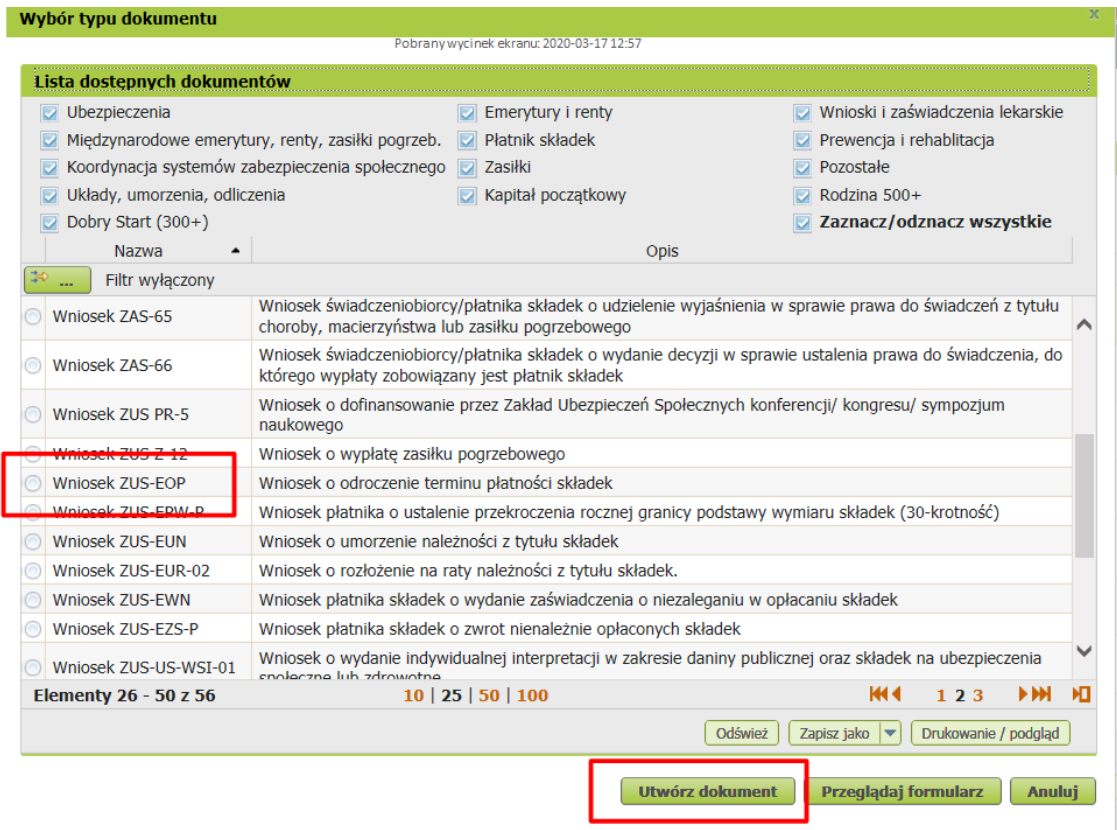 Wybór typu dokumentu
x
Pobrany wycinek ekranu: 2020-03-17 12:57
Lista dostępnych dokumentów
Ubezpieczenia
Emerytury i renty
Wnioski i zaświadczenia lekarskie
Międzynarodowe emerytury, renty, zasiłki pogrzeb.
Płatnik składek
Prewencja i rehablitacja
Koordynacja systemów zabezpieczenia społecznego
Zasiłki
Pozostałe
Układy, umorzenia, odliczenia
Kapitał początkowy
Rodzina 500+
Dobry Start (300+)
Zaznacz/odznacz wszystkie
Nazwa
Opis
...
Filtr wyłączony
Wniosek ZAS-65
Wniosek świadczeniobiorcy/płatnika składek o udzielenie wyjaśnienia w sprawie prawa do świadczeń z tytułu
choroby, macierzyństwa lub zasiłku pogrzebowego
Wniosek ZAS-66
Wniosek świadczeniobiorcy/płatnika składek o wydanie decyzji w sprawie ustalenia prawa do świadczenia, do
którego wypłaty zobowiązany jest płatnik składek
Wniosek ZUS PR-5
Wniosek o dofinansowanie przez Zakład Ubezpieczeń Społecznych konferencji/ kongresu/ sympozjum
naukowego
Wniosek ZUS Z-12
Wniosek o wypłatę zasiłku pogrzebowego
Wniosek ZUS-EOP
Wniosek o odroczenie terminu płatności składek
Wniosek ZUS-EPW-P
Wniosek płatnika o ustalenie przekroczenia rocznej granicy podstawy wymiaru składek (30-krotność)
Wniosek ZUS-EUN
Wniosek o umorzenie należności z tytułu składek
Wniosek ZUS-EUR-02
Wniosek o rozłożenie na raty należności z tytułu składek.
Wniosek ZUS-EWN
Wniosek płatnika składek o wydanie zaświadczenia o niezaleganiu w opłacaniu składek
Wniosek ZUS-EZS-P
Wniosek płatnika składek o zwrot nienależnie opłaconych składek
Wniosek ZUS-US-WSI-01
Wniosek o wydanie indywidualnej interpretacji w zakresie daniny publicznej oraz składek na ubezpieczenia
społeczne lub zdrowotne
Elementy 26 - 50 z 56
10 | 25 | 50 | 100
1 2 3
Odśwież
Zapisz jako
Drukowanie / podgląd
Utwórz dokument
Przeglądaj formularz
Anuluj